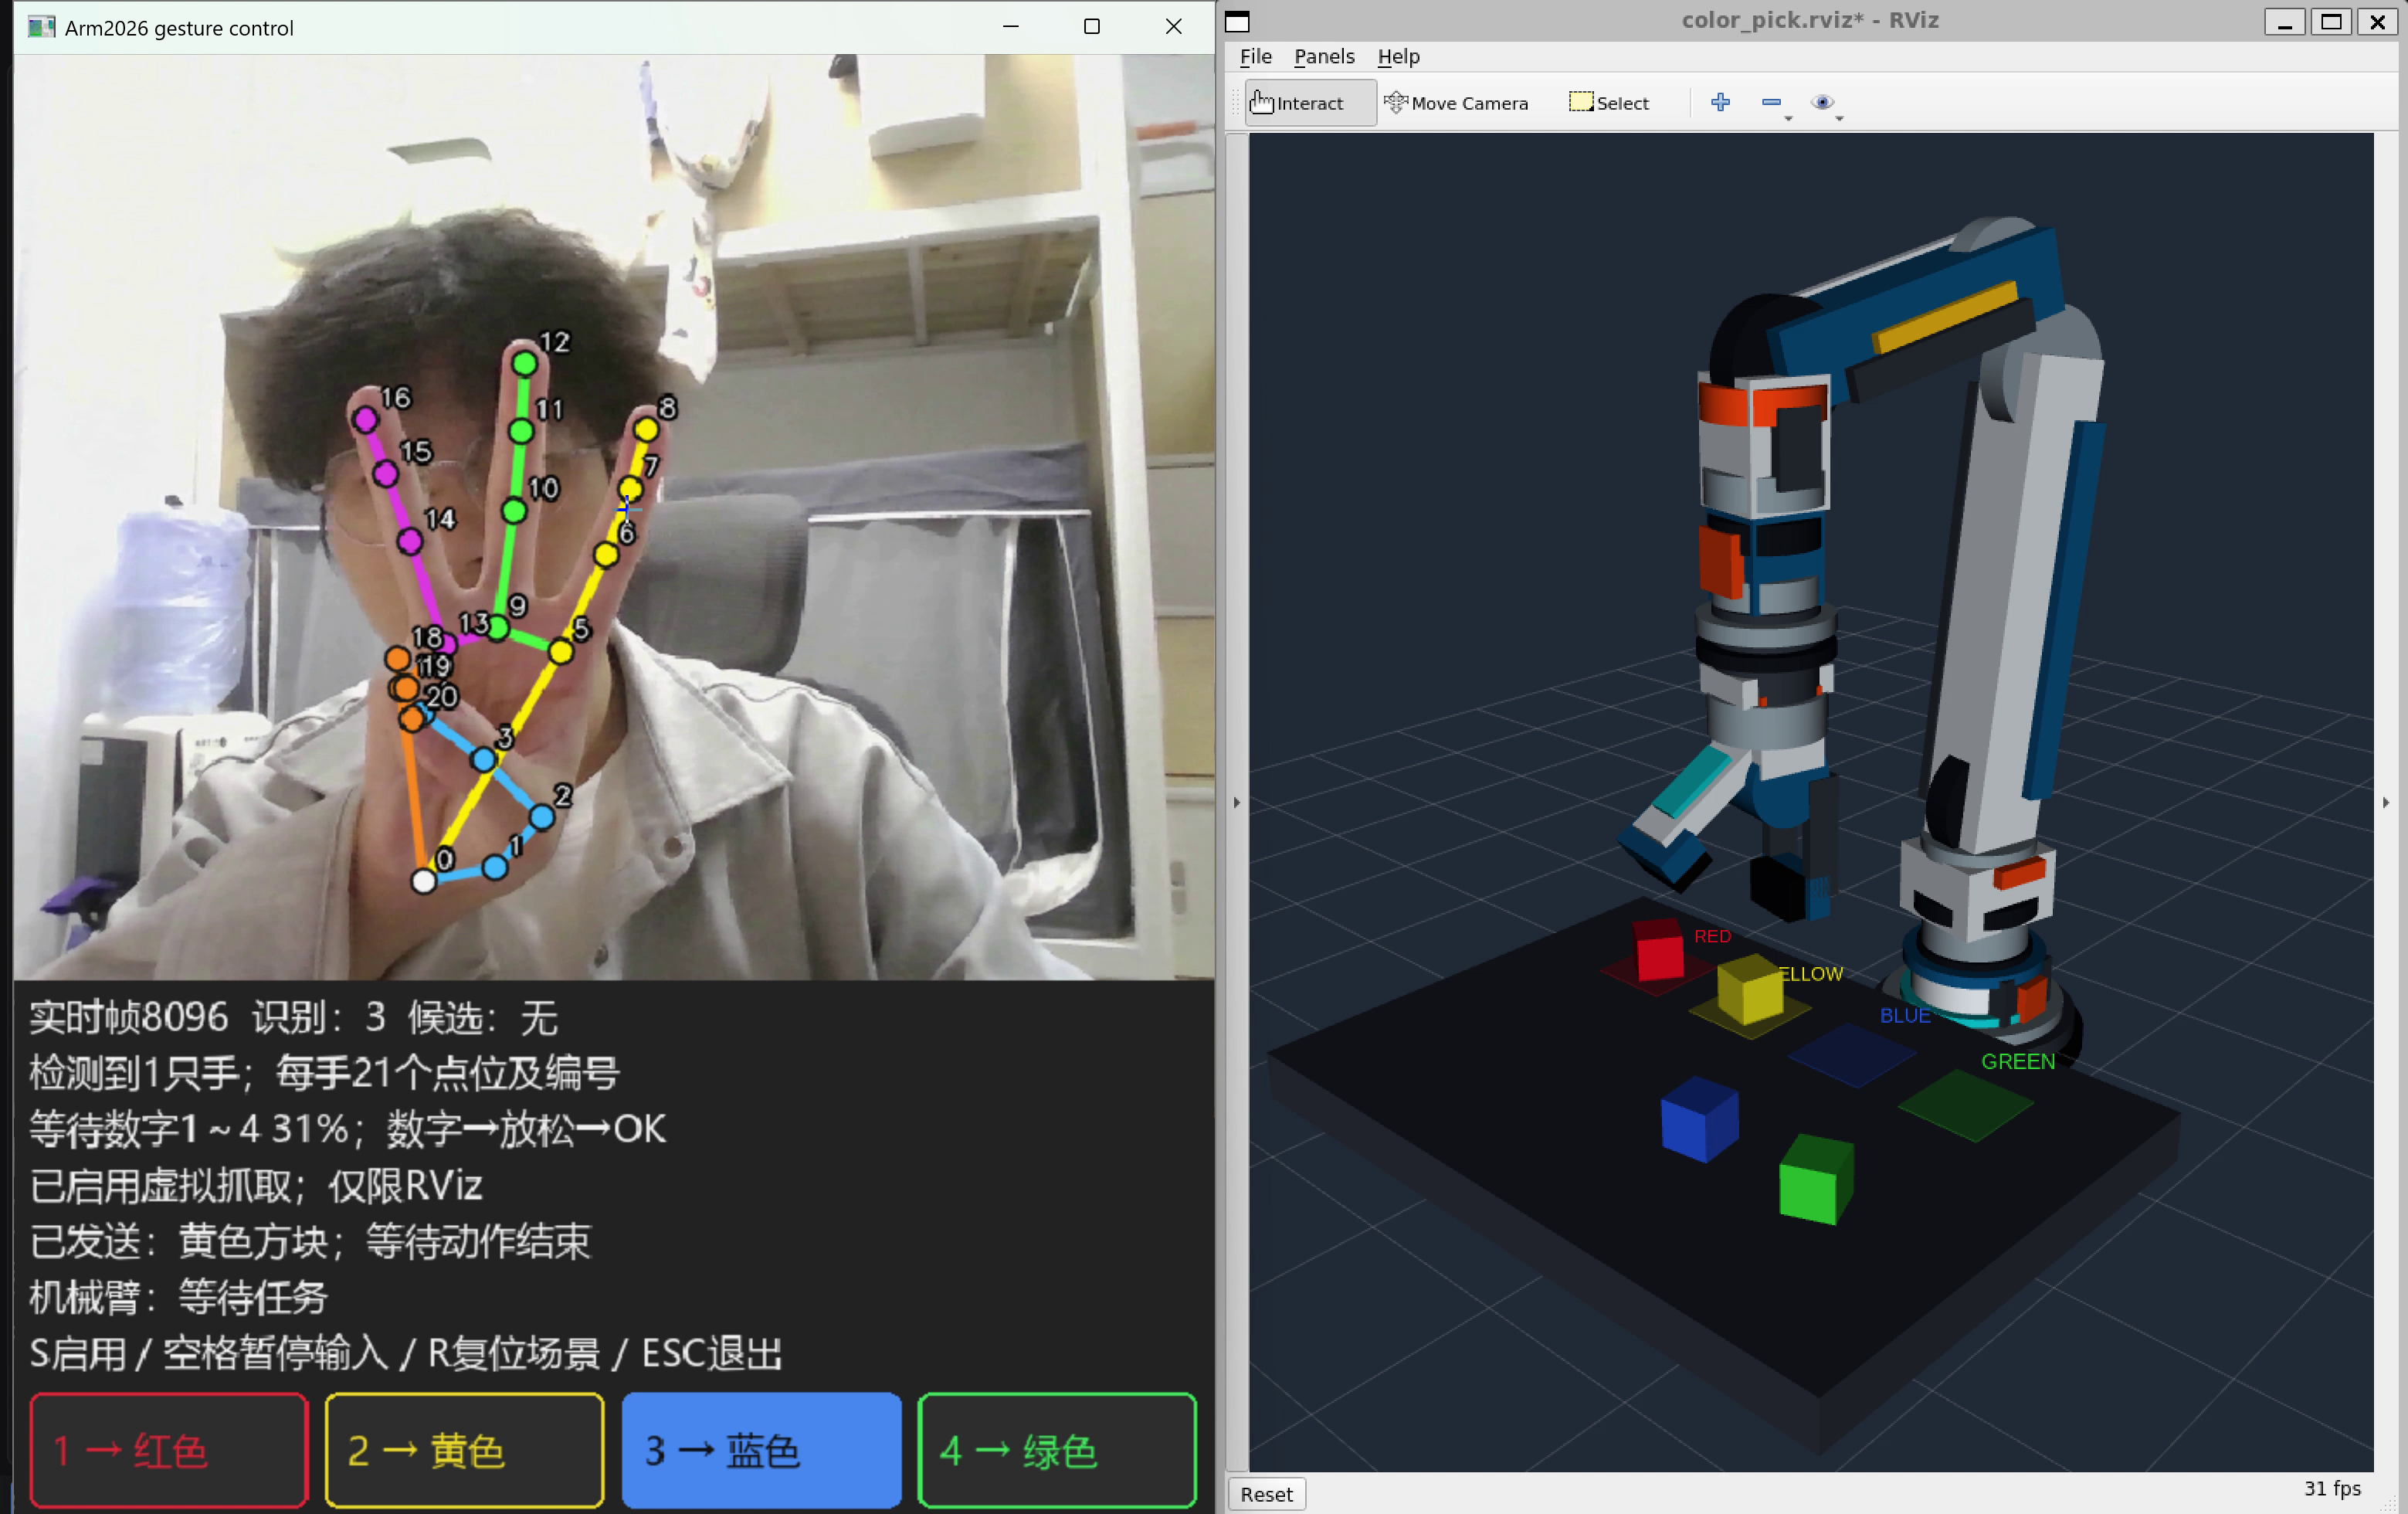 Arm2026 gesture control
12
16
8
11
15
7
10
14
6
9
13
5
18
19
20
3
2
1
0
实时帧8096 识别：3 候选：无
检测到1只手；每手21个点位及编号
等待数字1～4 31%；数字→放松→OK
已启用虚拟抓取；仅限RViz
已发送：黄色方块；等待动作结束
机械臂：等待任务
S启用 / 空格暂停输入 / R复位场景 / ESC退出
1 → 红色
2 → 黄色
3 → 蓝色
4 → 绿色
color_pick.rviz* - RViz
File Panels Help
Interact Move Camera Select
RED
ELLOW
BLUE
GREEN
Reset
31 fps